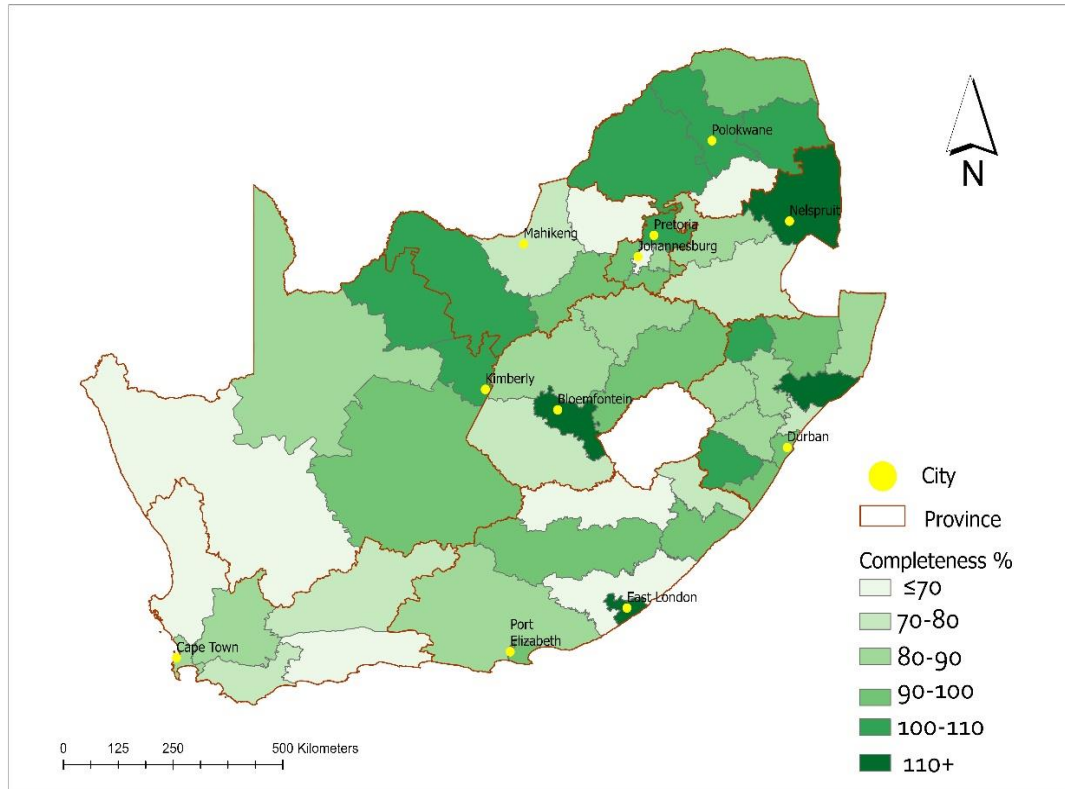 Polokwane
N
Nelspruit
Pretoria
Mahikeng
Johannesburg
Kimberly
Bloemfontein
Durban
East London
Port
Elizabeth
Cape Town
City
Province
Completeness %
≤70
70-80
80-90
90-100
100-110
110+
0 125 250 500 Kilometers